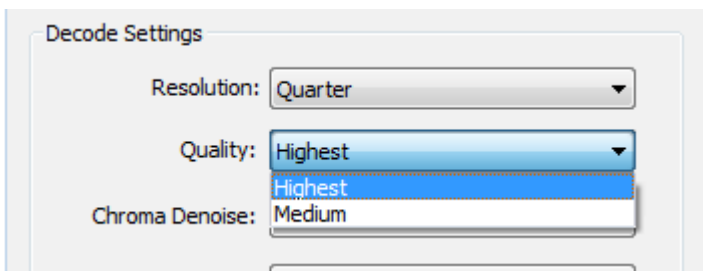 Decode Settings
Resolution: Quarter
Quality: Highest
Highest
Chroma Denoise: Medium